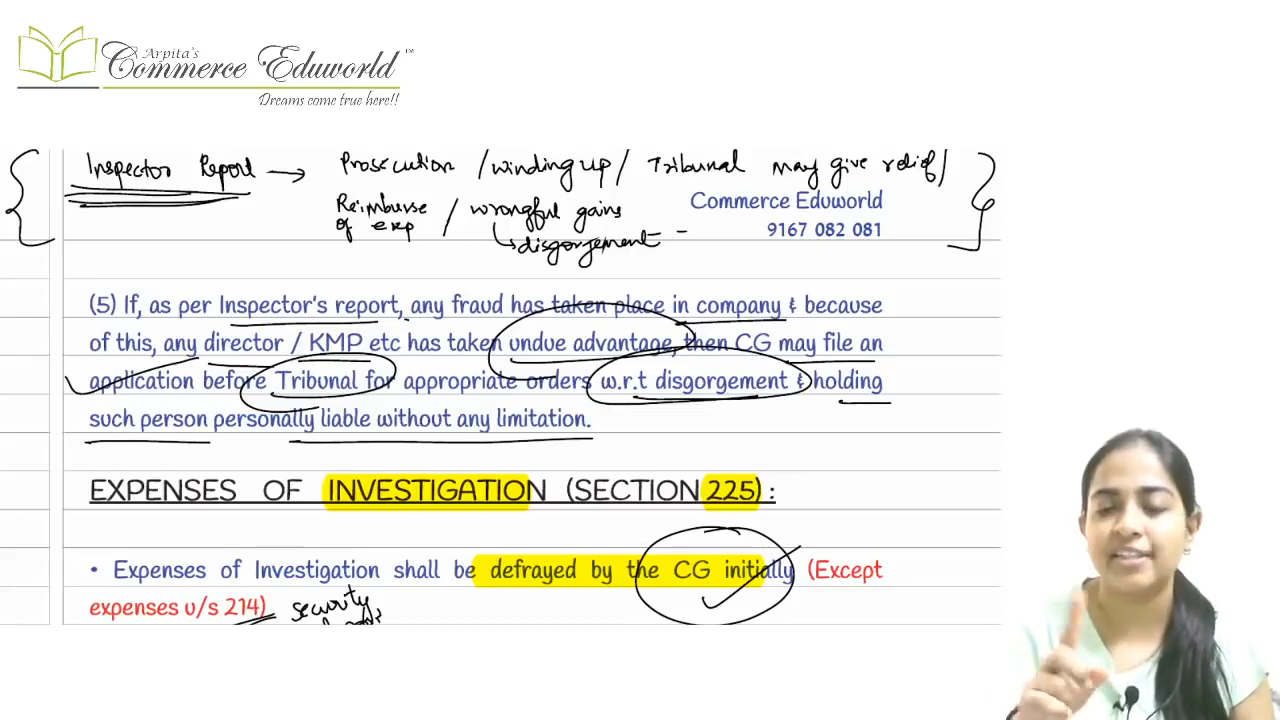 Arpita's
Commerce Eduworld™
Dreams come true here!!
Inspector Report → Prosecution / winding up / Tribunal may give relief /
Reimburse of exp / wrongful gains
↳ disgorgement
Commerce Eduworld
9167 082 081
(5) If, as per Inspector's report, any fraud has taken place in company & because
of this, any director / KMP etc has taken undue advantage, then CG may file an
application before Tribunal for appropriate orders w.r.t disgorgement & holding
such person personally liable without any limitation.
EXPENSES OF INVESTIGATION (SECTION 225) :
• Expenses of Investigation shall be defrayed by the CG initially (Except
expenses u/s 214) security